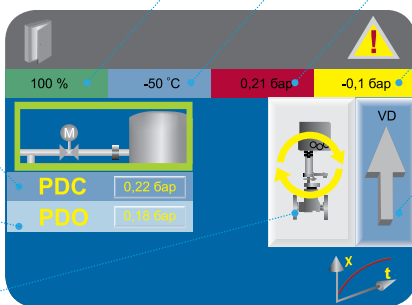 100 % -50 °C 0,21 бар -0,1 бар
M
VD
PDC 0,22 бар
PDO 0,18 бар
x
t